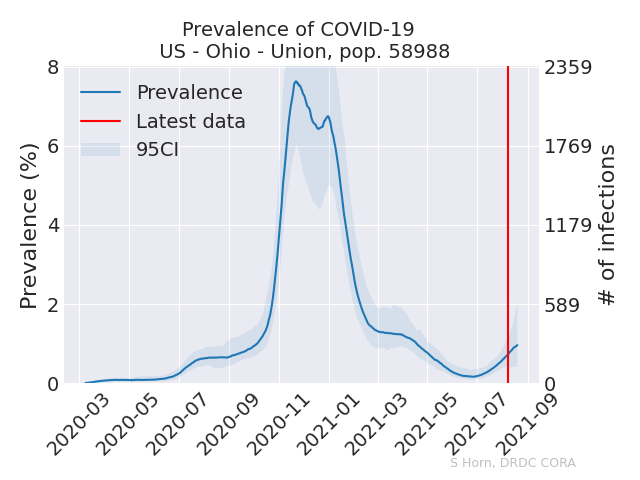 Prevalence of COVID-19
US - Ohio - Union, pop. 58988
Prevalence
Latest data
95CI
Prevalence (%)
8
6
4
2
0
# of infections
2359
1769
1179
589
0
2020-03
2020-05
2020-07
2020-09
2020-11
2021-01
2021-03
2021-05
2021-07
2021-09
S Horn, DRDC CORA